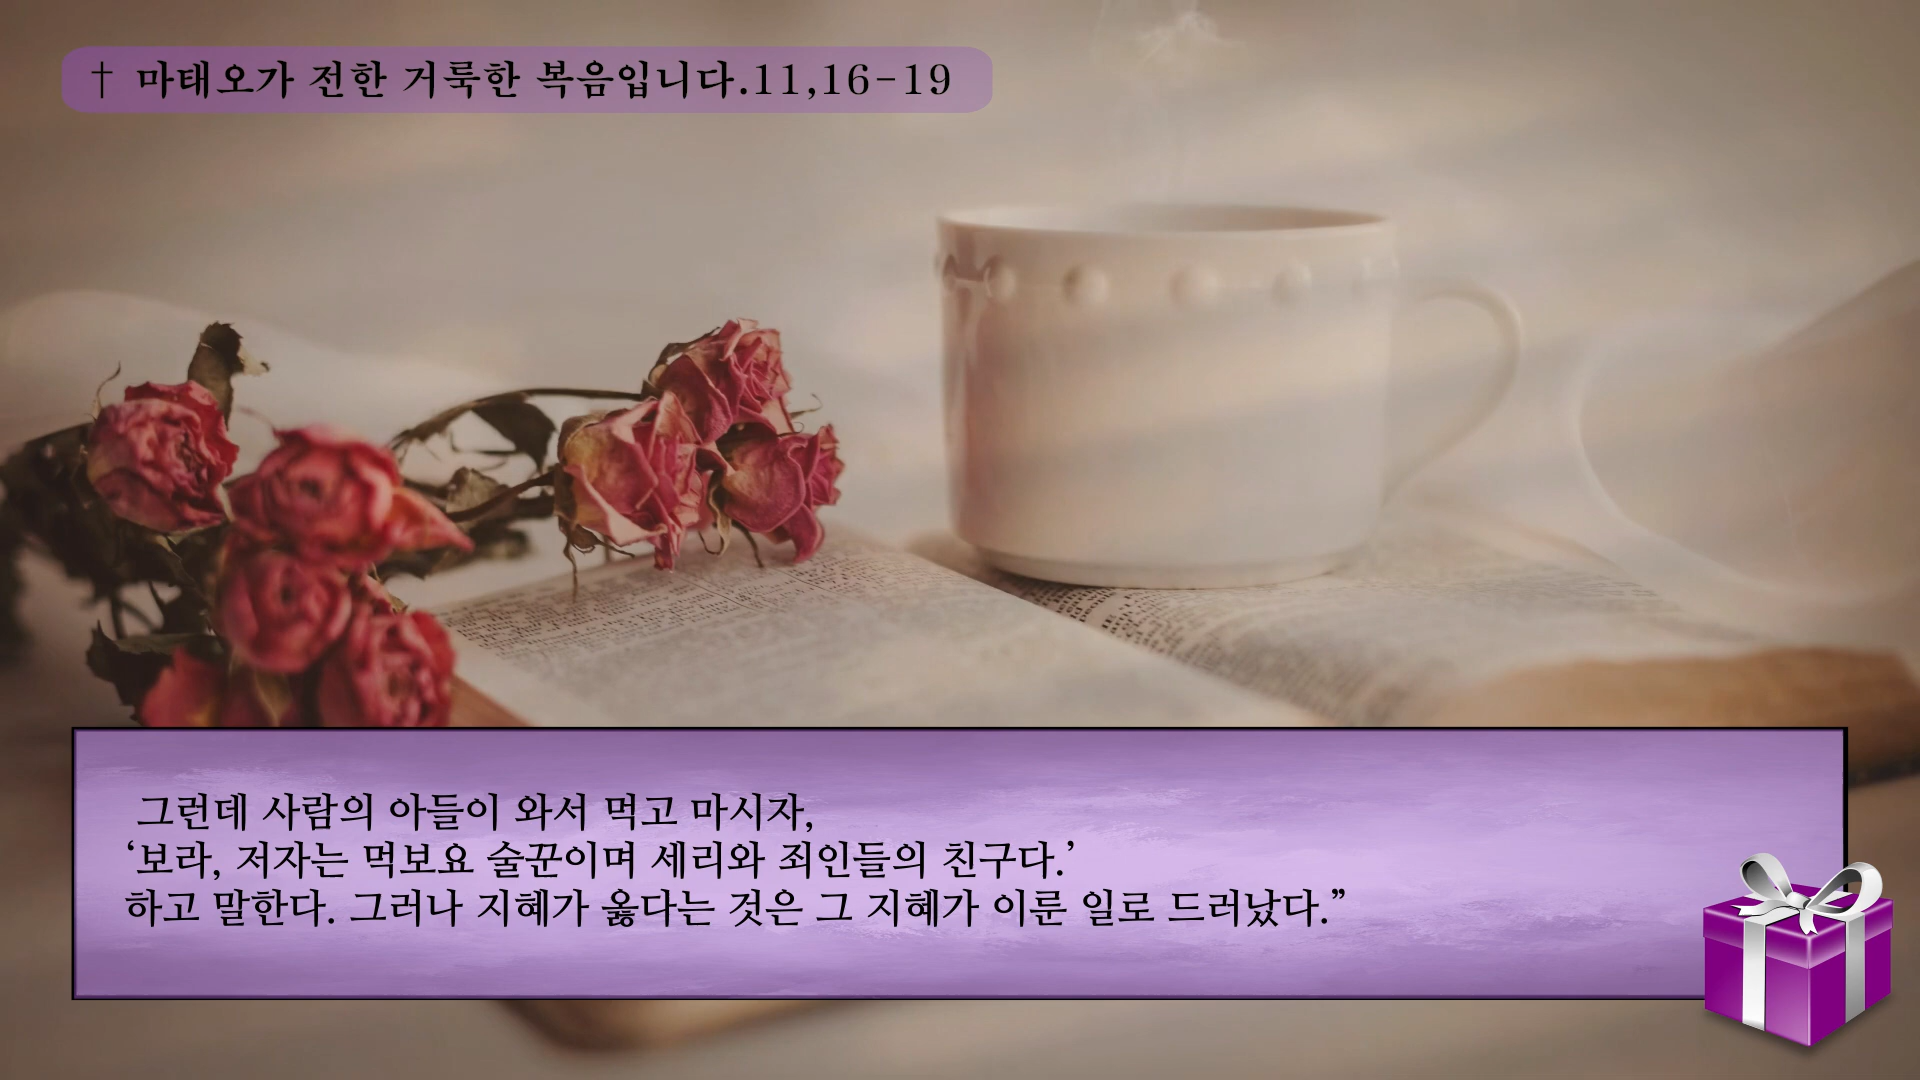 † 마태오가 전한 거룩한 복음입니다.11,16-19
그런데 사람의 아들이 와서 먹고 마시자,
‘보라, 저자는 먹보요 술꾼이며 세리와 죄인들의 친구다.’
하고 말한다. 그러나 지혜가 옳다는 것은 그 지혜가 이룬 일로 드러났다.”